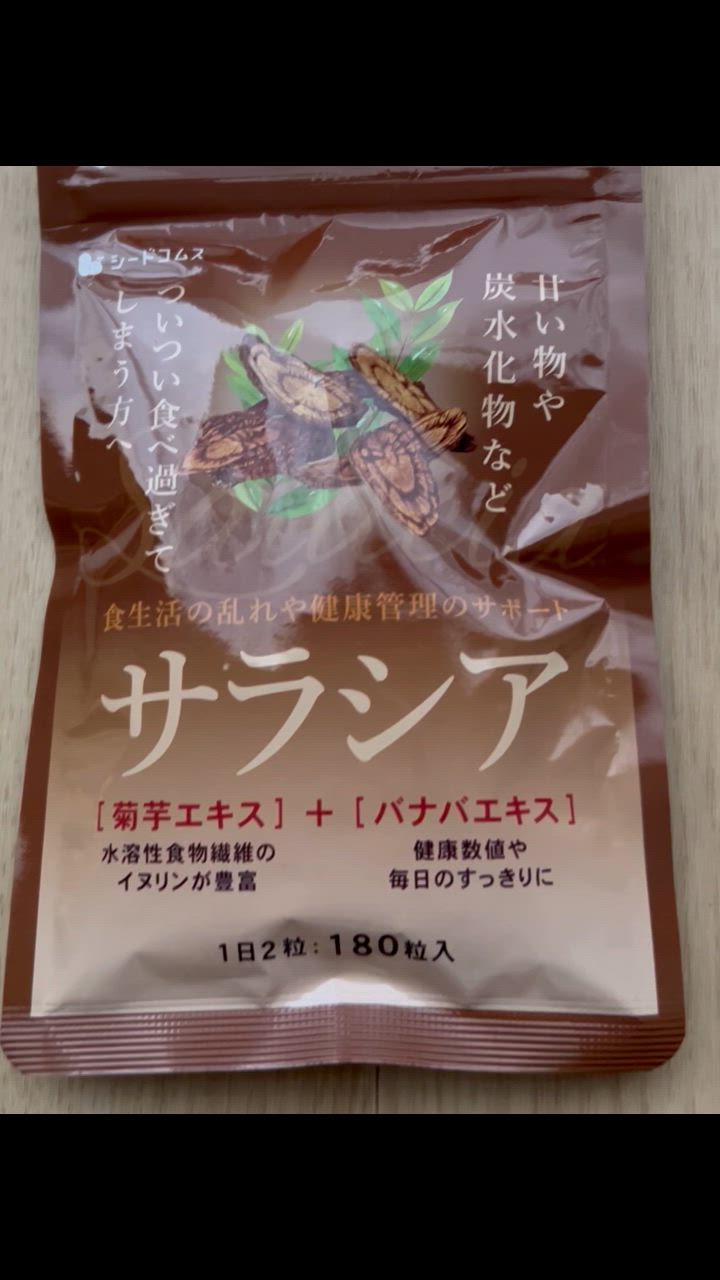 シードコムス
甘い物や
炭水化物など
ついつい食べ過ぎて
しまう方へ
食生活の乱れや健康管理のサポート
サラシア
[菊芋エキス]+[バナバエキス]
水溶性食物繊維の
イヌリンが豊富
健康数値や
毎日のすっきりに
1日2粒:180粒入